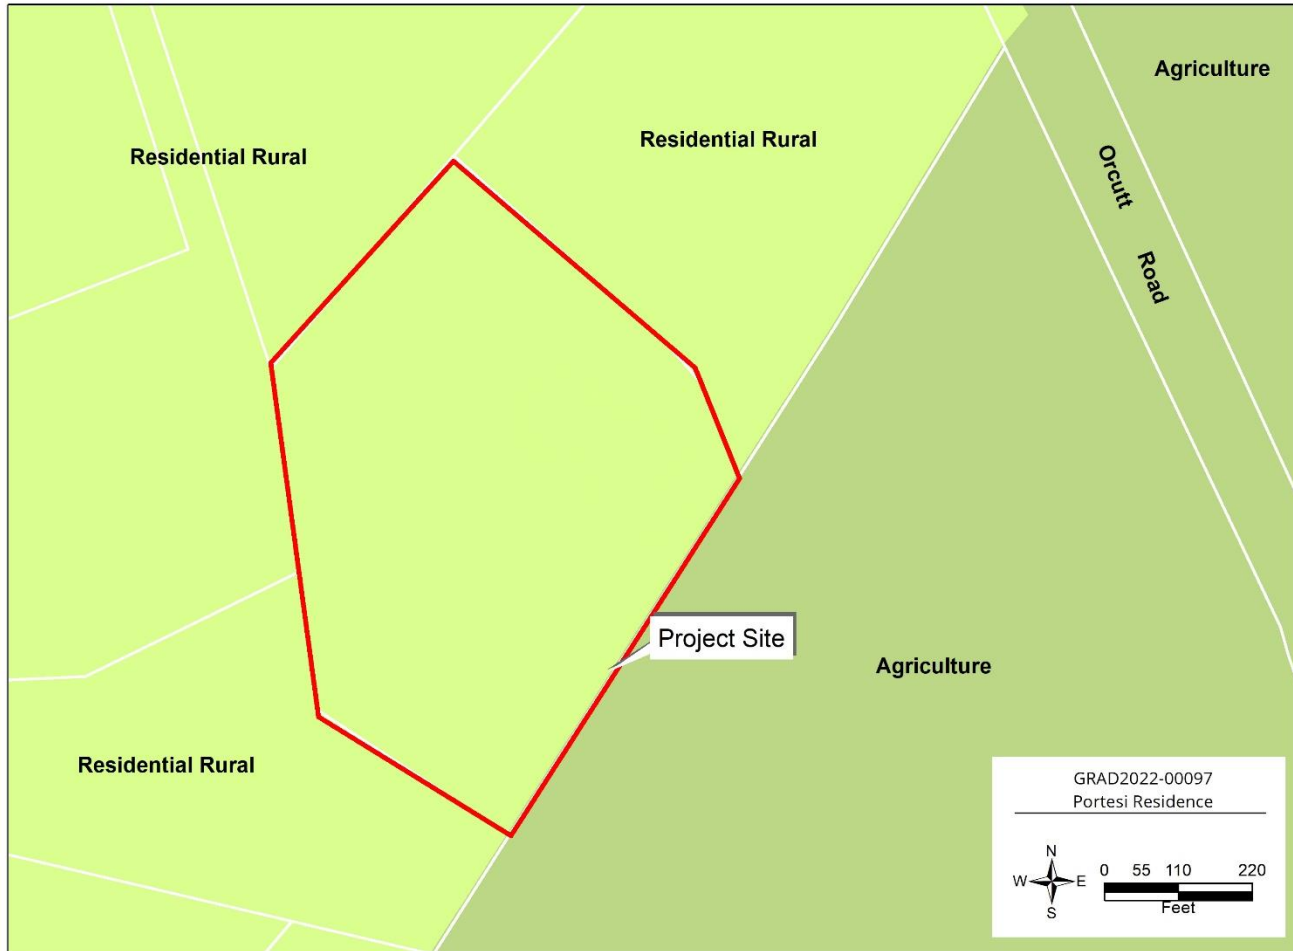 Agriculture
Residential Rural
Residential Rural
Orcutt
Road
Project Site
Agriculture
Residential Rural
GRAD2022-00097
Portesi Residence
N
W E
S
0 55 110 220
Feet